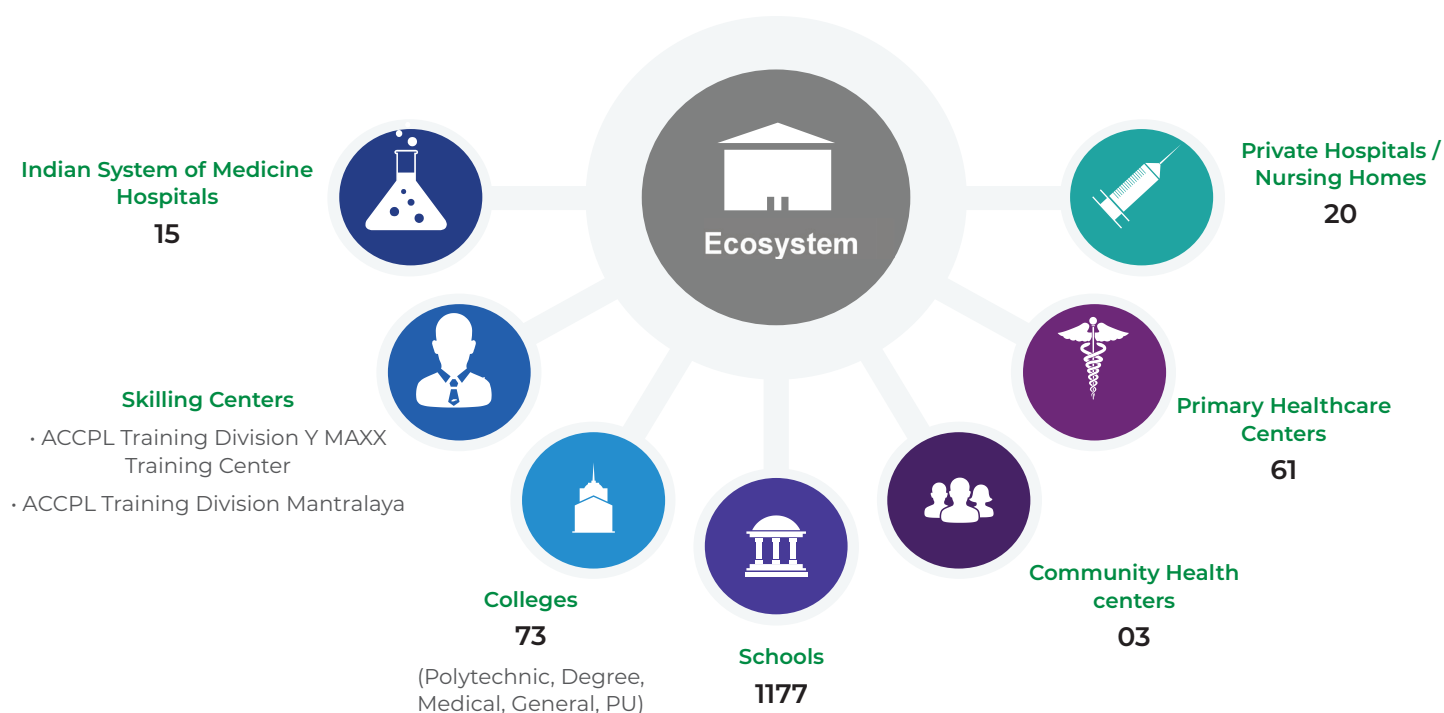 Ecosystem
Indian System of Medicine
Hospitals
15
Skilling Centers
· ACCPL Training Division Y MAXX
Training Center
· ACCPL Training Division Mantralaya
Colleges
73
(Polytechnic, Degree,
Medical, General, PU)
Schools
1177
Community Health
centers
03
Primary Healthcare
Centers
61
Private Hospitals /
Nursing Homes
20